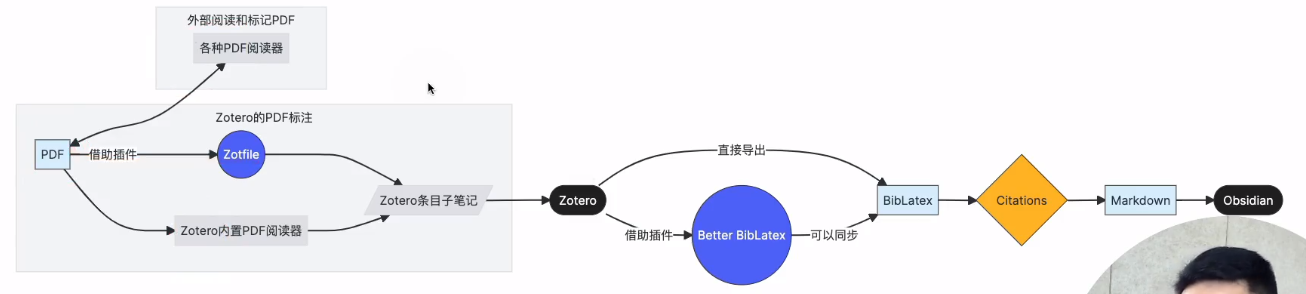 外部阅读和标记PDF
各种PDF阅读器
Zotero的PDF标注
PDF
借助插件
Zotfile
Zotero条目子笔记
Zotero内置PDF阅读器
Zotero
直接导出
借助插件
Better BibLatex
可以同步
BibLatex
Citations
Markdown
Obsidian